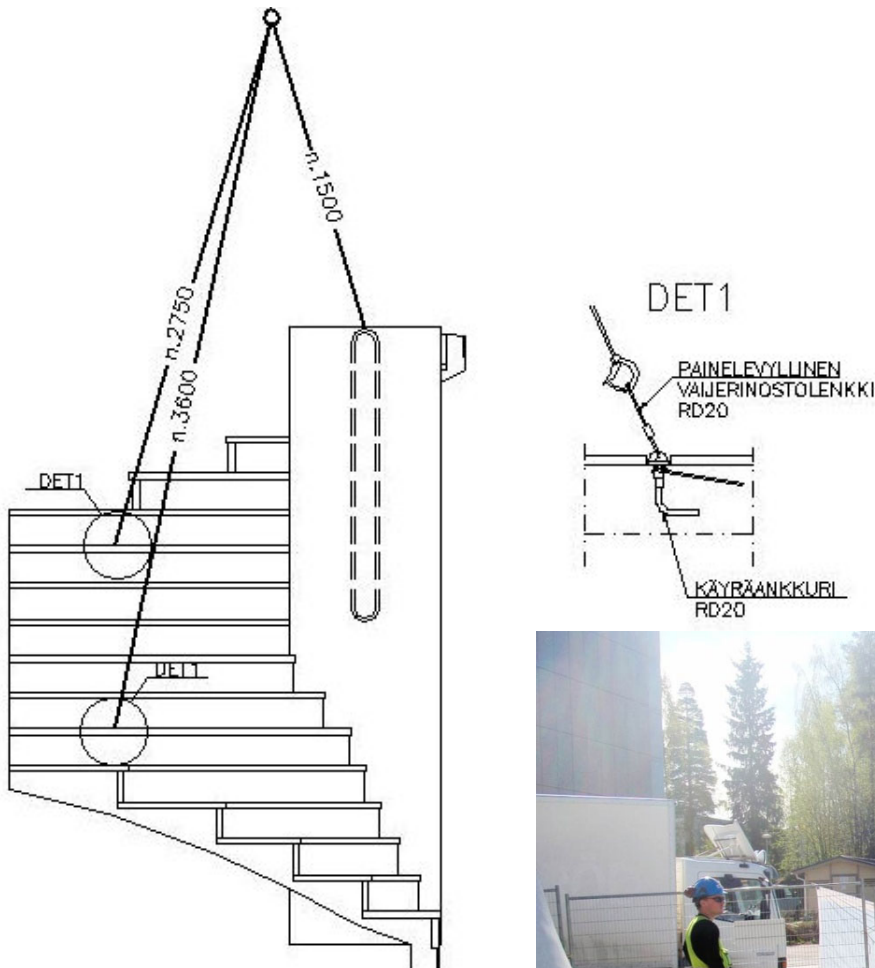 n.1500
n.2750
n.3600
DET1
DET1
DET1
PAINELEVYLLINEN
VAIJERINOSTOLENKKI
RD20
KÄYRÄANKKURI
RD20